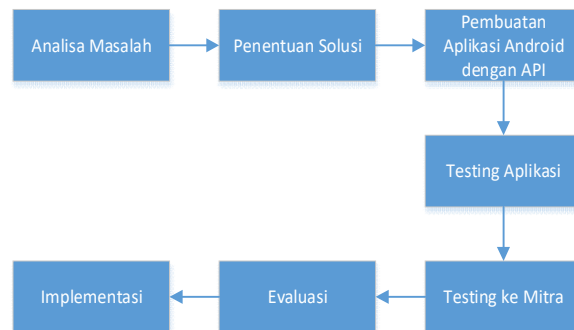 Analisa Masalah
Penentuan Solusi
Pembuatan
Aplikasi Android
dengan API
Testing Aplikasi
Testing ke Mitra
Evaluasi
Implementasi